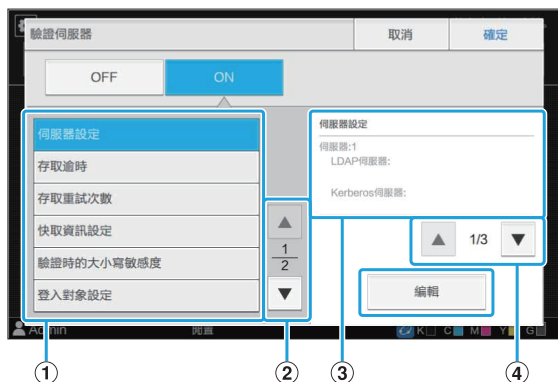 驗證伺服器
取消
確定
OFF
ON
伺服器設定
存取逾時
存取重試次數
快取資訊設定
驗證時的大小寫敏感度
登入對象設定
1
2
伺服器設定
伺服器:1
LDAP伺服器:
Kerberos伺服器:
1/3
編輯
Admin
閒置
K
C
M
Y
G
1
2
3
4